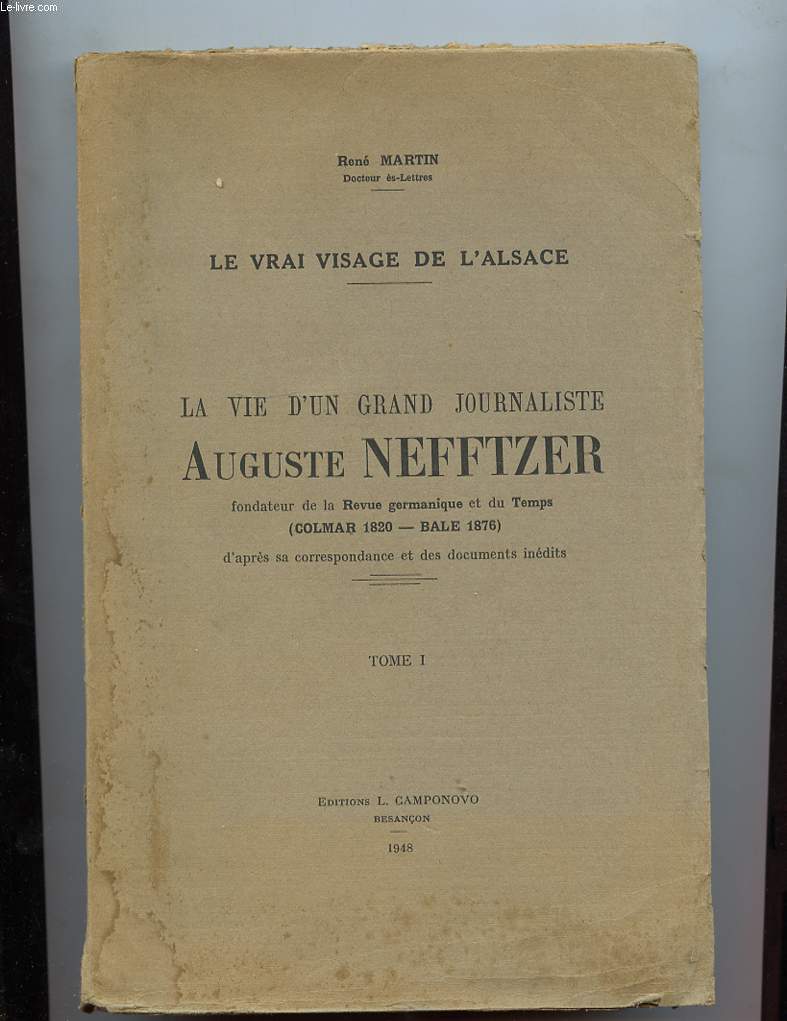 Le-livre.com
René MARTIN
Docteur ès-Lettres
LE VRAI VISAGE DE L'ALSACE
LA VIE D'UN GRAND JOURNALISTE
AUGUSTE NEFFTZER
fondateur de la Revue germanique et du Temps
(COLMAR 1820 — BALE 1876)
d'après sa correspondance et des documents inédits
TOME I
EDITIONS L. CAMPONOVO
BESANÇON
1948